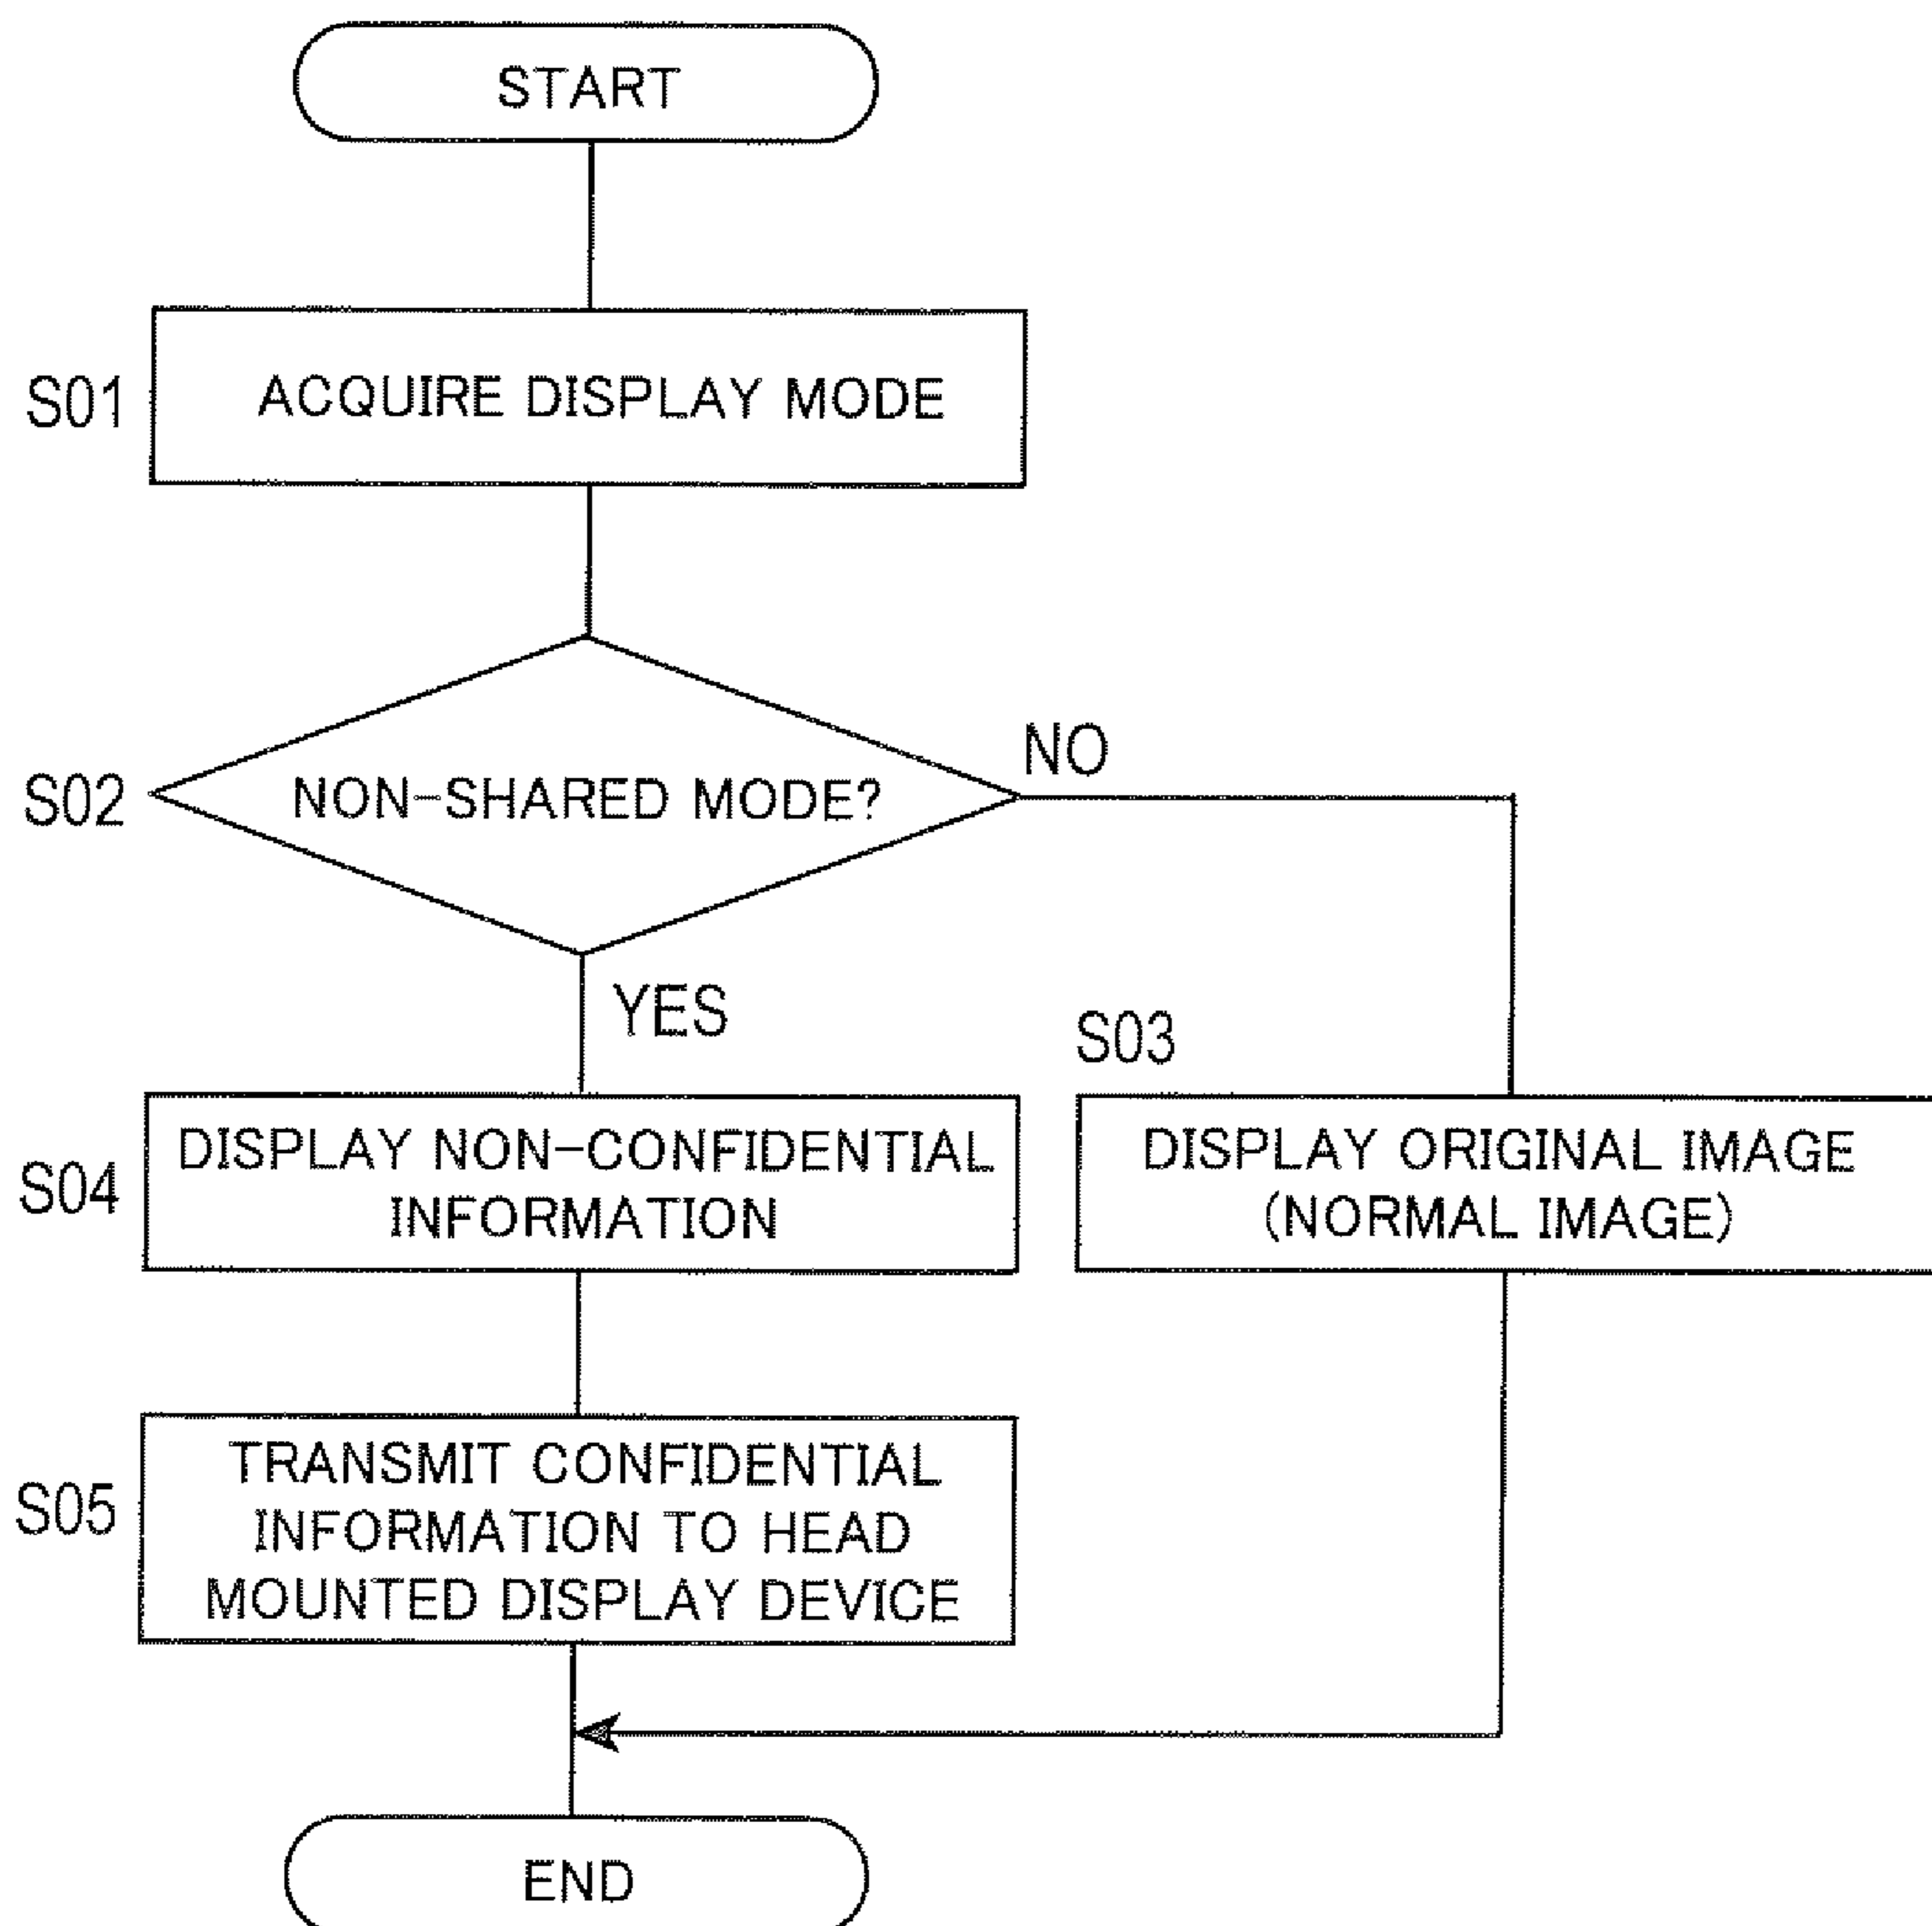 START
S01
ACQUIRE DISPLAY MODE
S02
NON-SHARED MODE?
NO
YES
S03
S04
DISPLAY NON-CONFIDENTIAL
INFORMATION
DISPLAY ORIGINAL IMAGE
(NORMAL IMAGE)
S05
TRANSMIT CONFIDENTIAL
INFORMATION TO HEAD
MOUNTED DISPLAY DEVICE
END